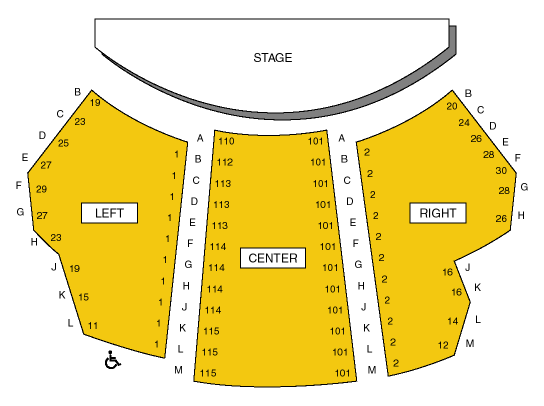 STAGE
B 19
C 23
D 25
E 27
F 29
G 27
H 23
J 19
K 15
L 11
1
1
1
1
1
1
1
1
1
1
LEFT
A 110 101 A
B 112 101 B
C 113 101 C
D 113 101 D
E 113 101 E
F 114 101 F
G 114 101 G
H 114 101 H
J 114 101 J
K 115 101 K
L 115 101 L
M 115 101 M
CENTER
2
2
2
2
2
2
2
2
2
2
2
RIGHT
20 B
24 C
26 D
28 E
30 F
28 G
26 H
16 J
16 K
14 L
12 M